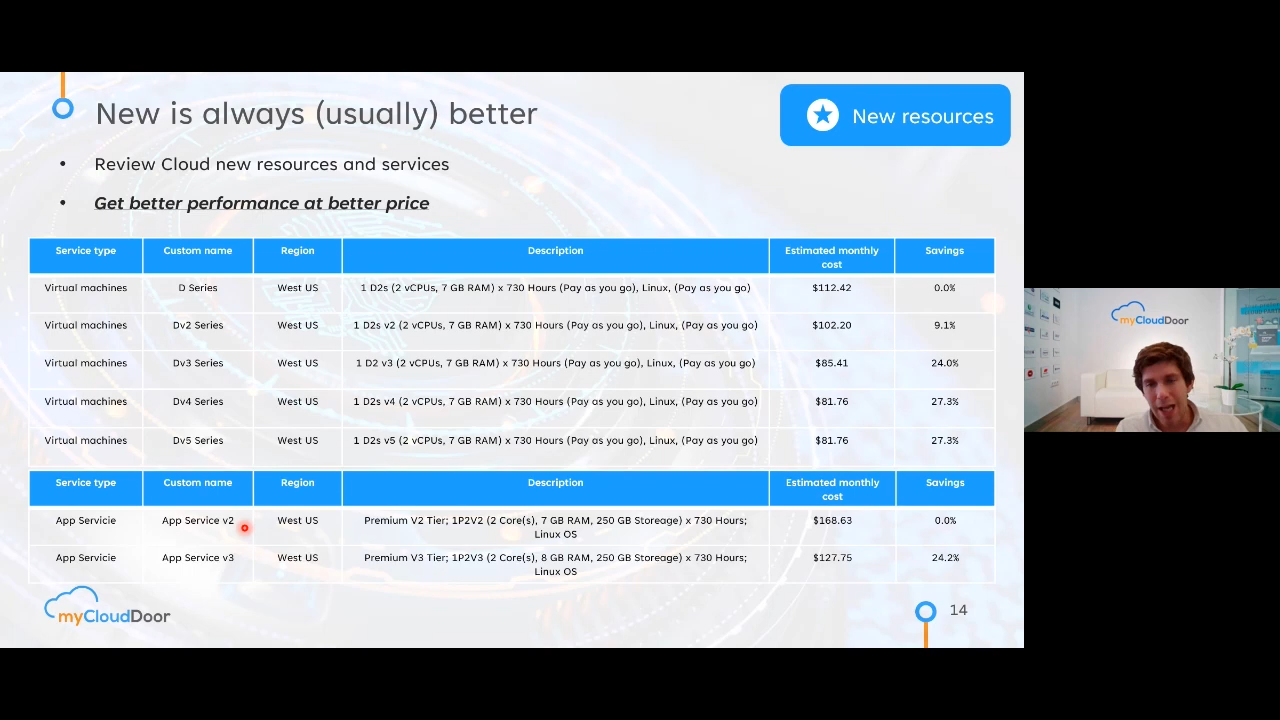 New is always (usually) better
New resources
• Review Cloud new resources and services
• Get better performance at better price
Service type Custom name Region Description Estimated monthly cost Savings
Virtual machines D Series West US 1 D2s (2 vCPUs, 7 GB RAM) x 730 Hours (Pay as you go), Linux, (Pay as you go) $112.42 0.0%
Virtual machines Dv2 Series West US 1 D2s v2 (2 vCPUs, 7 GB RAM) x 730 Hours (Pay as you go), Linux, (Pay as you go) $102.20 9.1%
Virtual machines Dv3 Series West US 1 D2 v3 (2 vCPUs, 7 GB RAM) x 730 Hours (Pay as you go), Linux, (Pay as you go) $85.41 24.0%
Virtual machines Dv4 Series West US 1 D2s v4 (2 vCPUs, 7 GB RAM) x 730 Hours (Pay as you go), Linux, (Pay as you go) $81.76 27.3%
Virtual machines Dv5 Series West US 1 D2s v5 (2 vCPUs, 7 GB RAM) x 730 Hours (Pay as you go), Linux, (Pay as you go) $81.76 27.3%
Service type Custom name Region Description Estimated monthly cost Savings
App Servicie App Service v2 West US Premium V2 Tier; 1P2V2 (2 Core(s), 7 GB RAM, 250 GB Storeage) x 730 Hours; Linux OS $168.63 0.0%
App Servicie App Service v3 West US Premium V3 Tier; 1P2V3 (2 Core(s), 8 GB RAM, 250 GB Storeage) x 730 Hours; Linux OS $127.75 24.2%
myCloudDoor
14
myCloudDoor